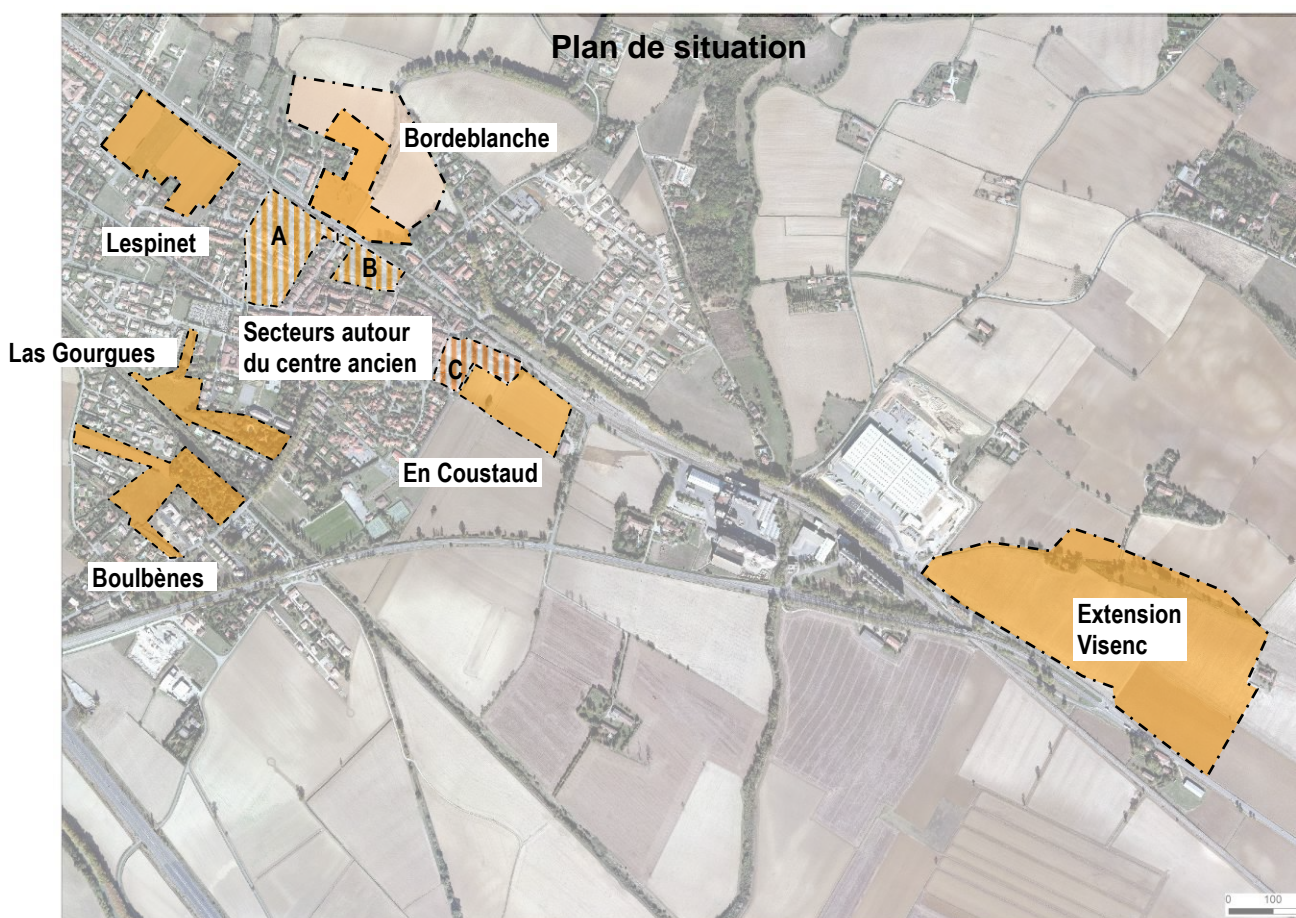 Plan de situation
Bordeblanche
Lespinet
A
B
Secteurs autour
du centre ancien
Las Gourgues
C
En Coustaud
Boulbènes
Extension
Visenc
0 100